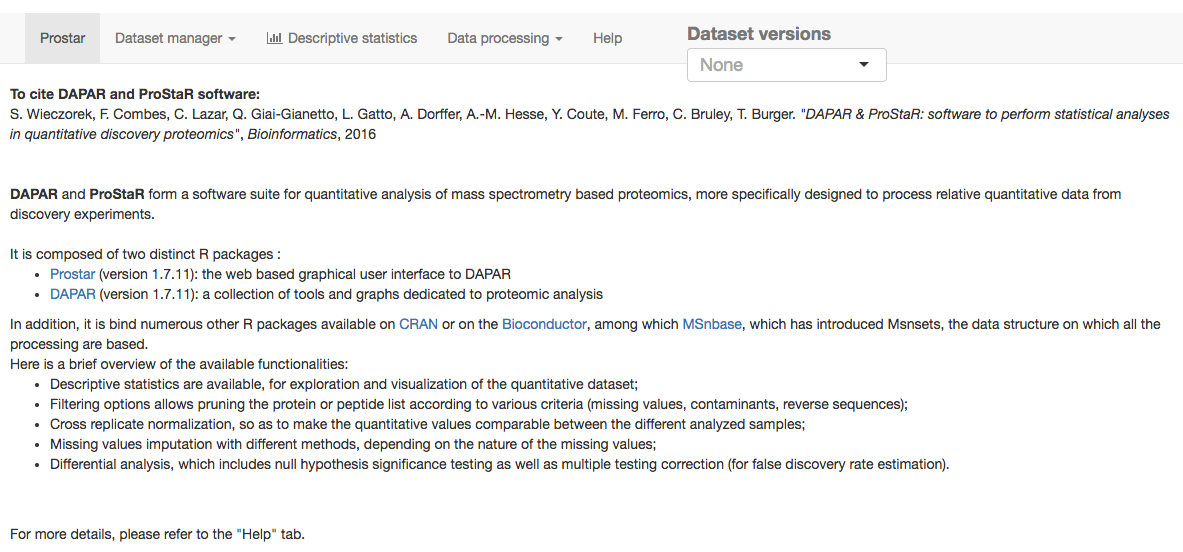 Prostar
Dataset manager
Descriptive statistics
Data processing
Help
Dataset versions
None
To cite DAPAR and ProStaR software:
S. Wieczorek, F. Combes, C. Lazar, Q. Giai-Gianetto, L. Gatto, A. Dorffer, A.-M. Hesse, Y. Coute, M. Ferro, C. Bruley, T. Burger. "DAPAR & ProStaR: software to perform statistical analyses
in quantitative discovery proteomics", Bioinformatics, 2016
DAPAR and ProStaR form a software suite for quantitative analysis of mass spectrometry based proteomics, more specifically designed to process relative quantitative data from
discovery experiments.
It is composed of two distinct R packages :
• Prostar (version 1.7.11): the web based graphical user interface to DAPAR
• DAPAR (version 1.7.11): a collection of tools and graphs dedicated to proteomic analysis
In addition, it is bind numerous other R packages available on CRAN or on the Bioconductor, among which MSnbase, which has introduced Msnsets, the data structure on which all the
processing are based.
Here is a brief overview of the available functionalities:
• Descriptive statistics are available, for exploration and visualization of the quantitative dataset;
• Filtering options allows pruning the protein or peptide list according to various criteria (missing values, contaminants, reverse sequences);
• Cross replicate normalization, so as to make the quantitative values comparable between the different analyzed samples;
• Missing values imputation with different methods, depending on the nature of the missing values;
• Differential analysis, which includes null hypothesis significance testing as well as multiple testing correction (for false discovery rate estimation).
For more details, please refer to the "Help" tab.